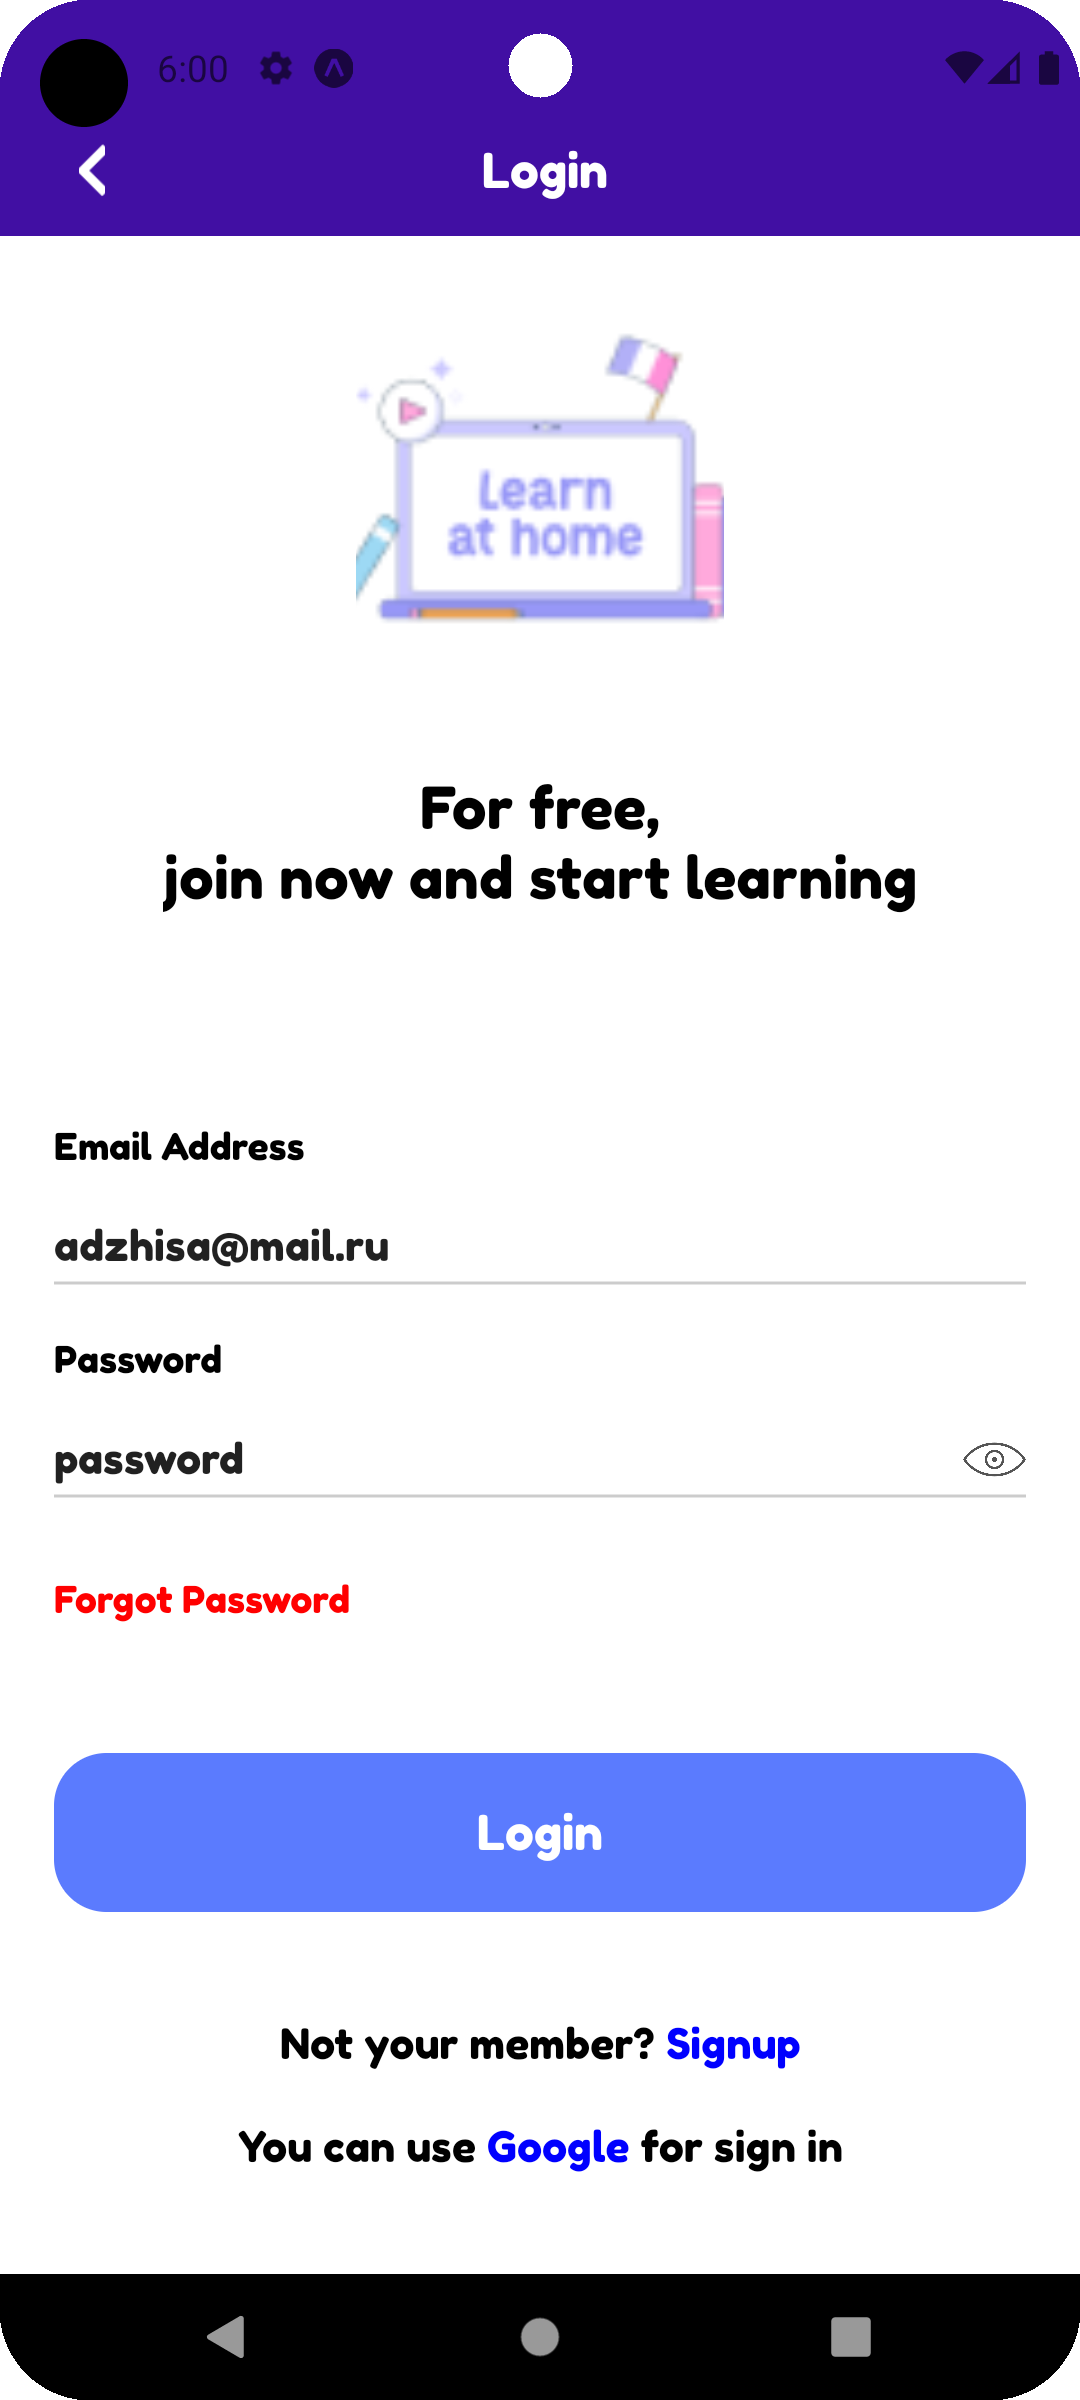 6:00
Login
Learn
at home
For free,
join now and start learning
Email Address
adzhisa@mail.ru
Password
password
Forgot Password
Login
Not your member? Signup
You can use Google for sign in